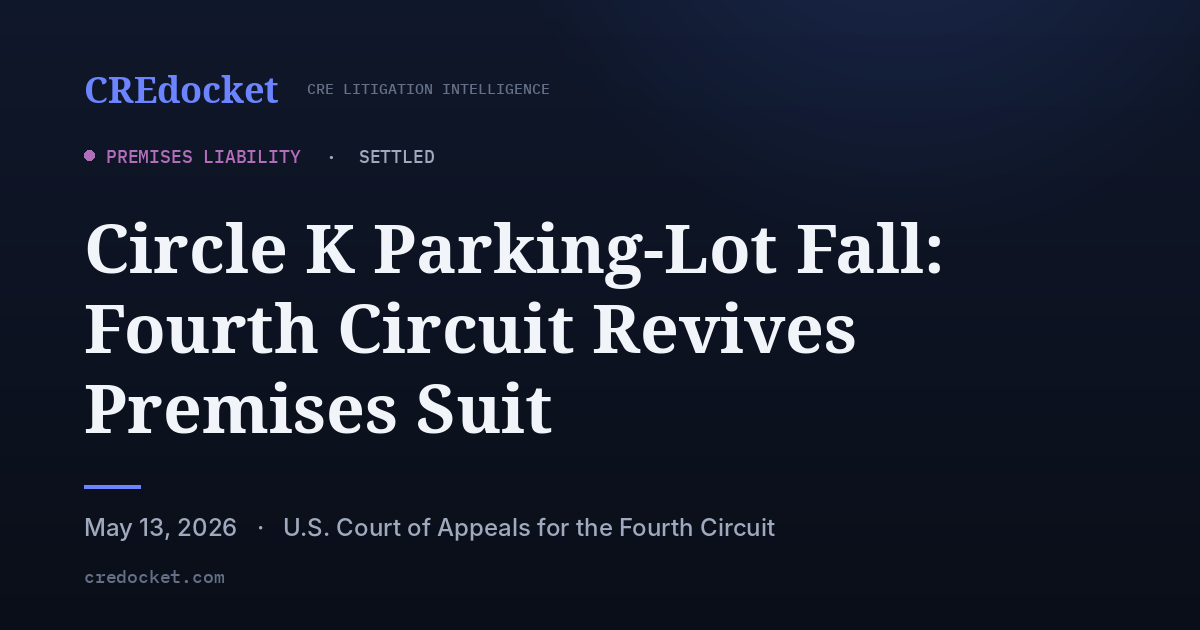 CREdocket CRE LITIGATION INTELLIGENCE
PREMISES LIABILITY · SETTLED
Circle K Parking-Lot Fall:
Fourth Circuit Revives
Premises Suit
May 13, 2026 · U.S. Court of Appeals for the Fourth Circuit
credocket.com